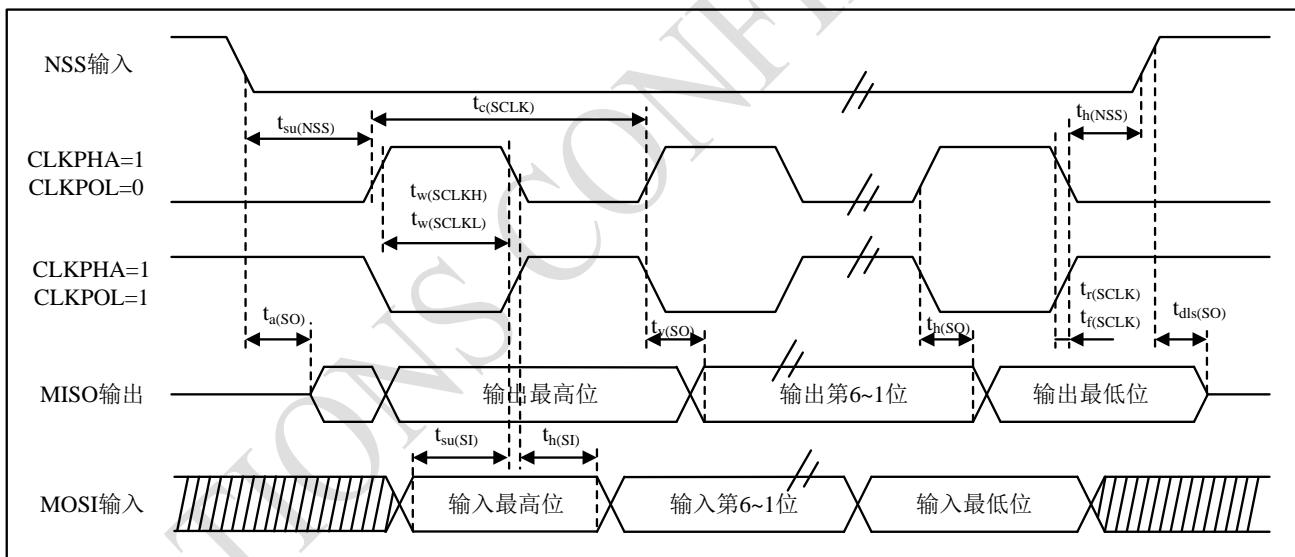 NSS输入
tsu(NSS)
tc(SCLK)
th(NSS)
CLKPHA=1
CLKPOL=0
tw(SCLKH)
tw(SCLKL)
CLKPHA=1
CLKPOL=1
ta(SO)
tv(SO)
th(SO)
tr(SCLK)
tf(SCLK)
tdls(SO)
MISO输出
输出最高位
输出第6~1位
输出最低位
tsu(SI)
th(SI)
MOSI输入
输入最高位
输入第6~1位
输入最低位
TIONS CONF